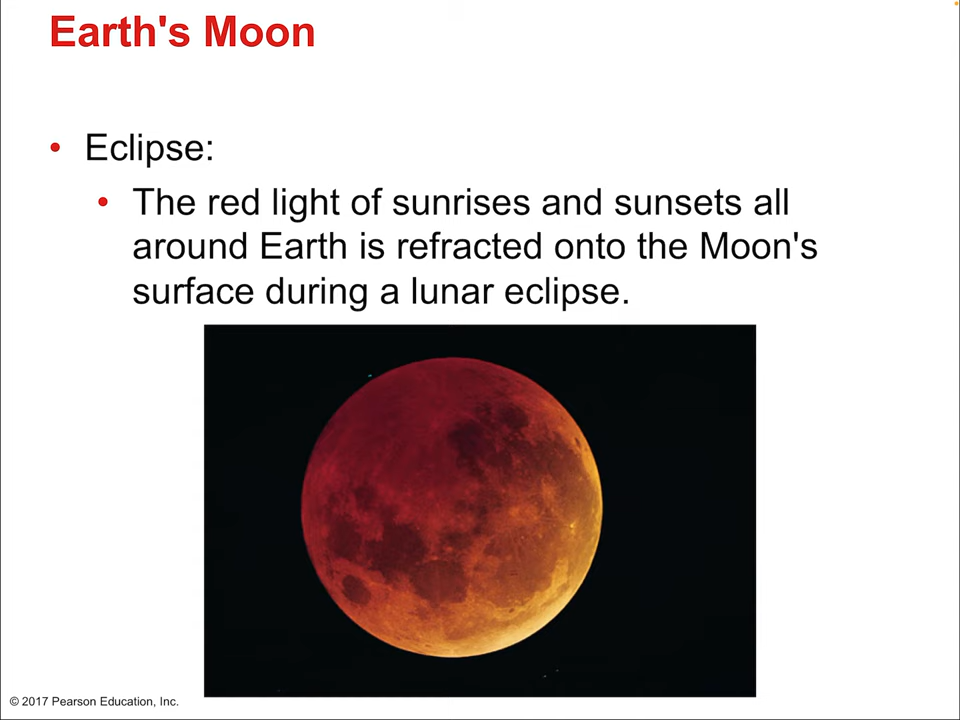 Earth's Moon
• Eclipse:
• The red light of sunrises and sunsets all
around Earth is refracted onto the Moon's
surface during a lunar eclipse.
© 2017 Pearson Education, Inc.